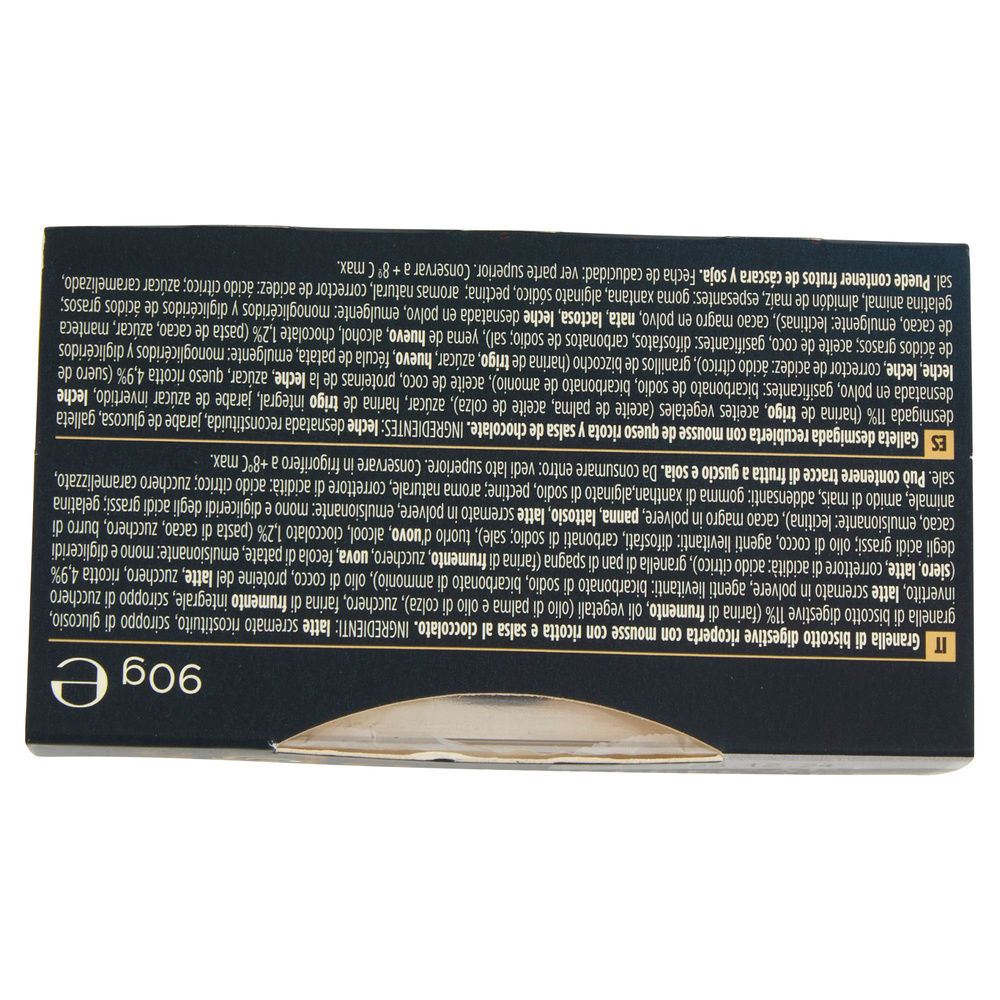 90g e
IT
Granella di biscotto digestive ricoperta con mousse con ricotta e salsa al cioccolato. INGREDIENTI: latte scremato ricostituito, sciroppo di glucosio,
granella di biscotto digestive 11% (farina di frumento, oli vegetali (olio di palma e olio di colza), zucchero, farina di frumento integrale, sciroppo di zucchero
invertito, latte scremato in polvere, agenti lievitanti: bicarbonato di sodio, bicarbonato di ammonio), olio di cocco, proteine del latte, zucchero, ricotta 4,9%
(siero, latte, correttore di acidità: acido citrico), granella di pan di spagna (farina di frumento, zucchero, uova, fecola di patate, emulsionante: mono e digliceridi
degli acidi grassi; olio di cocco, agenti lievitanti: difosfati, carbonati di sodio; sale), tuorlo d'uovo, alcool, cioccolato 1,2% (pasta di cacao, zucchero, burro di
cacao, emulsionante: lecitina), cacao magro in polvere, panna, lattosio, latte scremato in polvere, emulsionante: mono e digliceridi degli acidi grassi; gelatina
animale, amido di mais, addensanti: gomma di xanthan,alginato di sodio, pectine; aroma naturale, correttore di acidità: acido citrico; zucchero caramellizzato,
sale. Può contenere tracce di frutta a guscio e soia. Da consumare entro: vedi lato superiore. Conservare in frigorifero a +8°C max.
ES
Galleta desmigada recubierta con mousse de queso y ricota y salsa de chocolate. INGREDIENTES: leche desnatada reconstituida, jarabe de glucosa, galleta
desmigada 11% (harina de trigo, aceites vegetales (aceite de palma, aceite de colza), azúcar, harina de trigo integral, jarabe de azúcar invertido, leche
desnatada en polvo, gasificantes: bicarbonato de sodio, bicarbonato de amonio), aceite de coco, proteínas de la leche, azúcar, queso ricotta 4,9% (suero de
leche, leche, corrector de acidez: ácido cítrico), granillos de bizcocho (harina de trigo, azúcar, huevo, fécula de patata, emulgente: monoglicéridos y diglicéridos
de ácidos grasos; aceite de coco, gasificantes: difosfatos, carbonatos de sodio; sal), yema de huevo, alcohol, chocolate 1,2% (pasta de cacao, azúcar, manteca
de cacao, emulgente: lecitinas), cacao magro en polvo, nata, lactosa, leche desnatada en polvo, emulgente: monoglicéridos y diglicéridos de ácidos grasos;
gelatina animal, almidón de maíz, espesantes: goma xantana, alginato sódico, pectina; aromas natural, corrector de acidez: ácido cítrico; azúcar caramelizado,
sal. Puede contener frutos de cáscara y soja. Fecha de caducidad: ver parte superior. Conservar a + 8º C max.